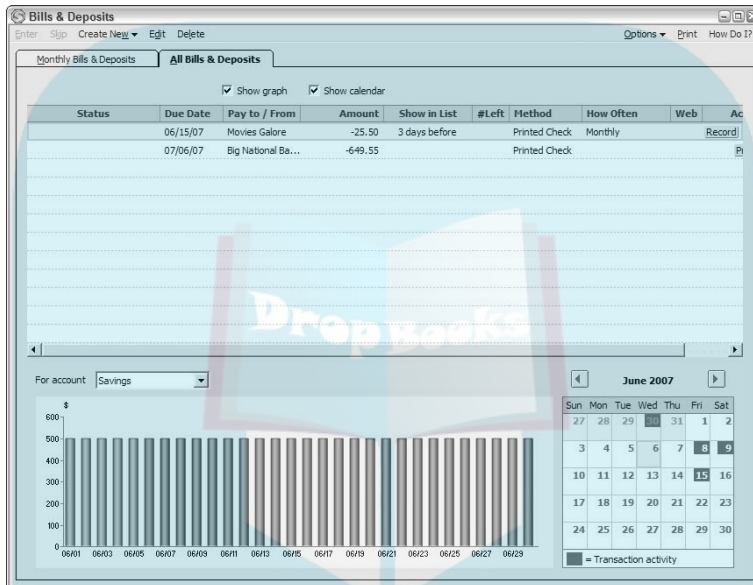 Bills & Deposits
Enter Skip Create New Edit Delete Options Print How Do I?
Monthly Bills & Deposits All Bills & Deposits
Show graph Show calendar
Status Due Date Pay to / From Amount Show in List #Left Method How Often Web Ac
06/15/07 Movies Galore -25.50 3 days before Printed Check Monthly Record
07/06/07 Big National Ba... -649.55 Printed Check Pr
DropBooks
For account Savings
June 2007
$
600
500
400
300
200
100
0
06/01 06/03 06/05 06/07 06/09 06/11 06/13 06/15 06/17 06/19 06/21 06/23 06/25 06/27 06/29
Sun Mon Tue Wed Thu Fri Sat
27 28 29 30 31 1 2
3 4 5 6 7 8 9
10 11 12 13 14 15 16
17 18 19 20 21 22 23
24 25 26 27 28 29 30
= Transaction activity